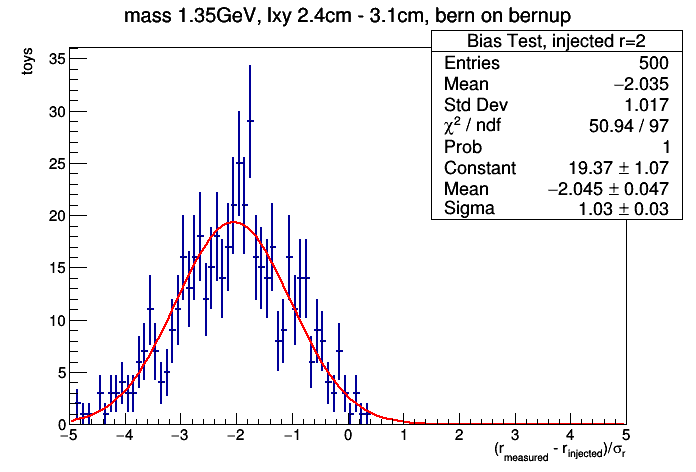 mass 1.35GeV, lxy 2.4cm - 3.1cm, bern on bernup
Bias Test, injected r=2
Entries 500
Mean −2.035
Std Dev 1.017
χ² / ndf 50.94 / 97
Prob 1
Constant 19.37 ± 1.07
Mean −2.045 ± 0.047
Sigma 1.03 ± 0.03
toys
35
30
25
20
15
10
5
0
−5 −4 −3 −2 −1 0 1 2 3 4 5
(r_measured - r_injected)/σ_r